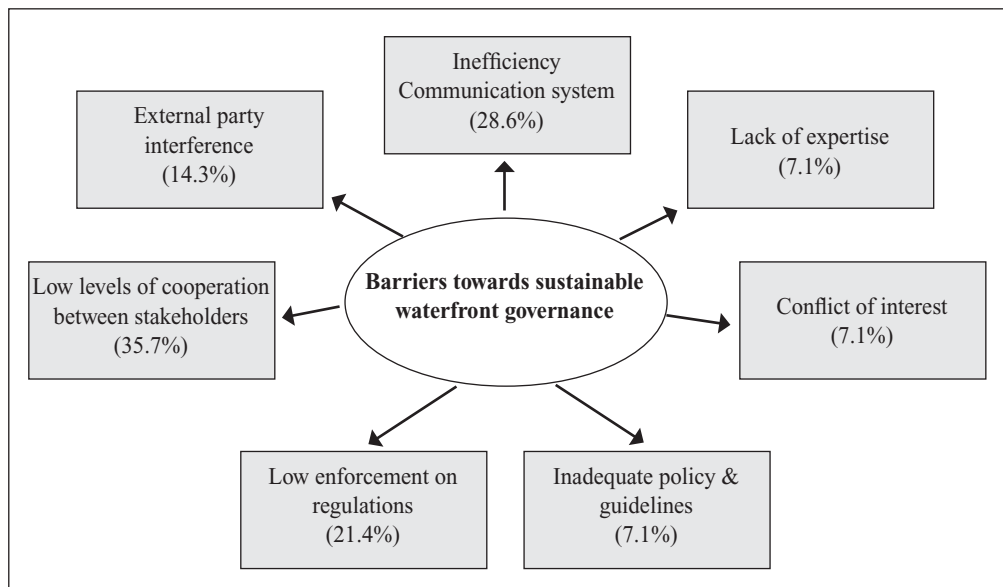 Inefficiency
Communication system
(28.6%)
External party
interference
(14.3%)
Lack of expertise
(7.1%)
Barriers towards sustainable
waterfront governance
Low levels of cooperation
between stakeholders
(35.7%)
Conflict of interest
(7.1%)
Low enforcement on
regulations
(21.4%)
Inadequate policy &
guidelines
(7.1%)